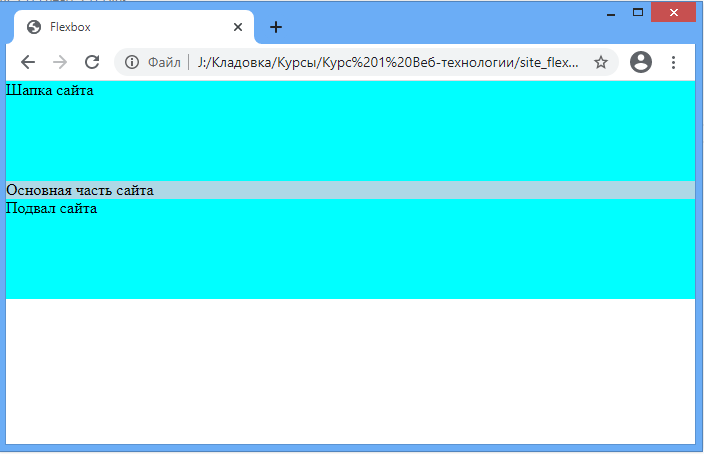 Flexbox
Файл J:/Кладовка/Курсы/Курс%201%20Веб-технологии/site_flex...
Шапка сайта
Основная часть сайта
Подвал сайта